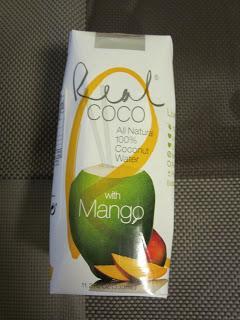 Real®
COCO
All Natural
100%
Coconut
Water
with
Mango